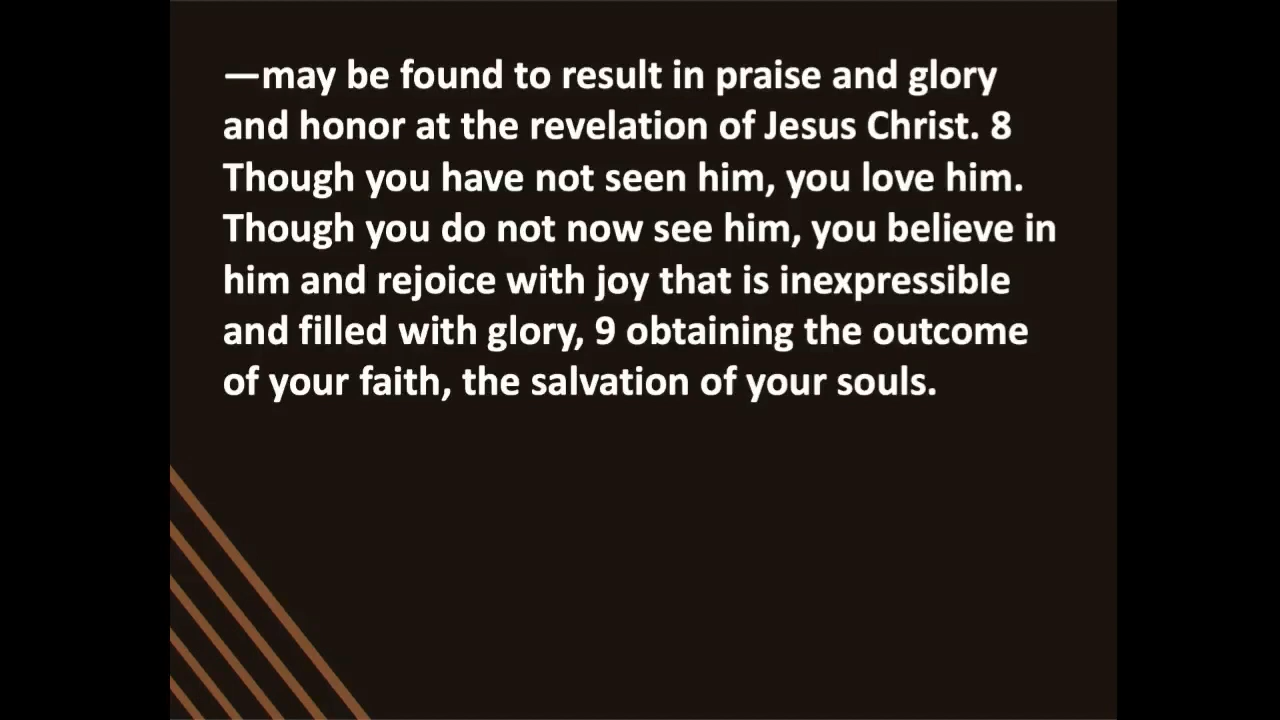 —may be found to result in praise and glory
and honor at the revelation of Jesus Christ. 8
Though you have not seen him, you love him.
Though you do not now see him, you believe in
him and rejoice with joy that is inexpressible
and filled with glory, 9 obtaining the outcome
of your faith, the salvation of your souls.